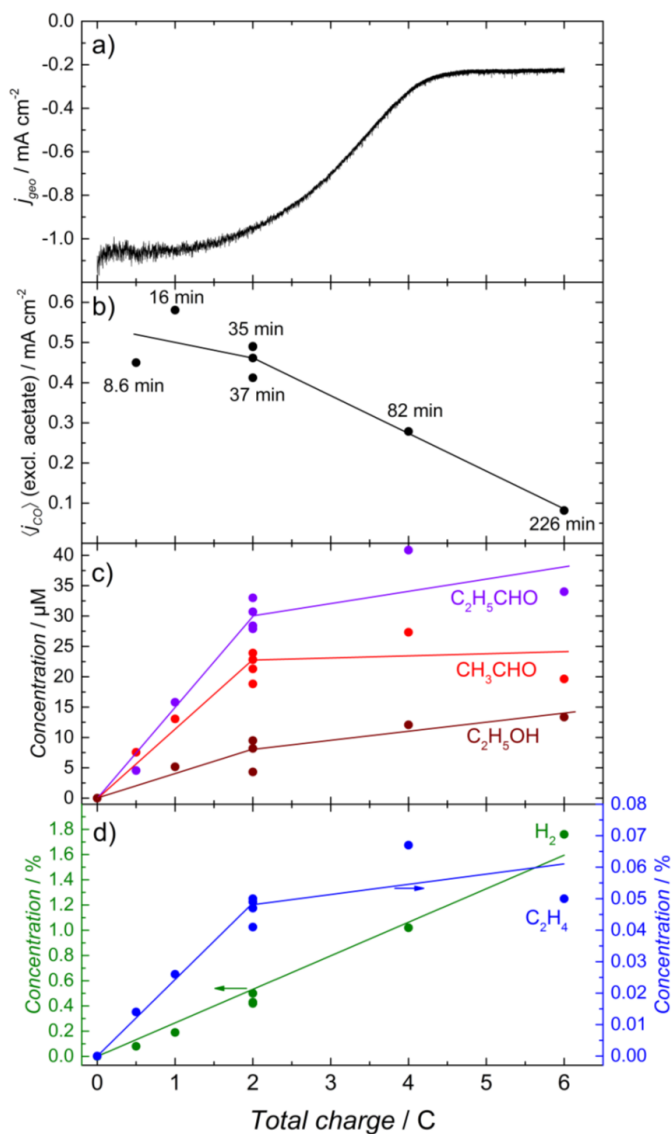 a)
0.0
-0.2
-0.4
-0.6
-0.8
-1.0
j_geo / mA cm⁻²
b)
0.6
0.5
0.4
0.3
0.2
0.1
⟨j_CO⟩ (excl. acetate) / mA cm⁻²
16 min
8.6 min
35 min
37 min
82 min
226 min
c)
40
35
30
25
20
15
10
5
0
Concentration / µM
C₂H₅CHO
CH₃CHO
C₂H₅OH
d)
1.8
1.6
1.4
1.2
1.0
0.8
0.6
0.4
0.2
0.0
Concentration / %
H₂
C₂H₄
0.08
0.07
0.06
0.05
0.04
0.03
0.02
0.01
0.00
Concentration / %
0 1 2 3 4 5 6
Total charge / C